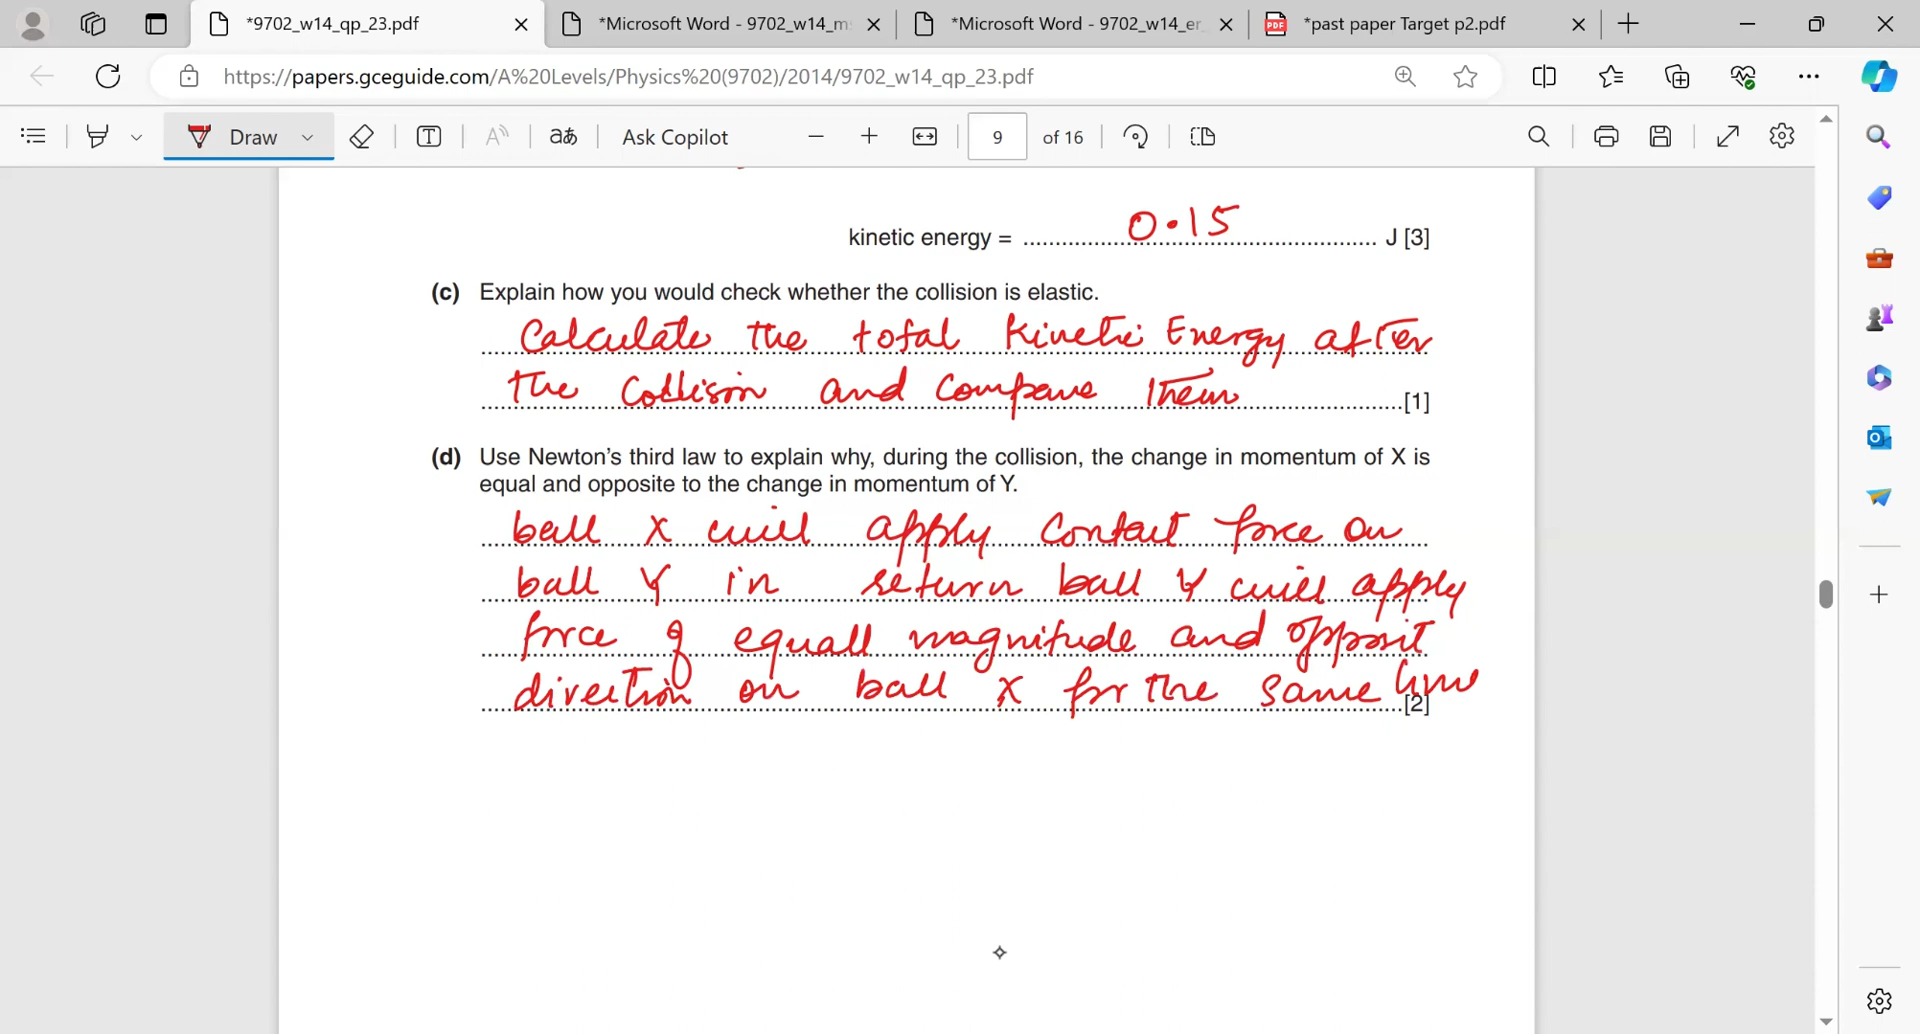 *9702_w14_qp_23.pdf
*Microsoft Word - 9702_w14_m
*Microsoft Word - 9702_w14_er_
*past paper Target p2.pdf
https://papers.gceguide.com/A%20Levels/Physics%20(9702)/2014/9702_w14_qp_23.pdf
Draw
T
A
aあ
Ask Copilot
9
of 16
kinetic energy = 0.15 J [3]
(c) Explain how you would check whether the collision is elastic.
Calculate the total Kinetic Energy after
the Collision and Compare them
[1]
(d) Use Newton's third law to explain why, during the collision, the change in momentum of X is
equal and opposite to the change in momentum of Y.
ball X will apply Contact force on
ball Y in return ball Y will apply
force of equall magnitude and opposit
direction on ball X for the same time
[2]